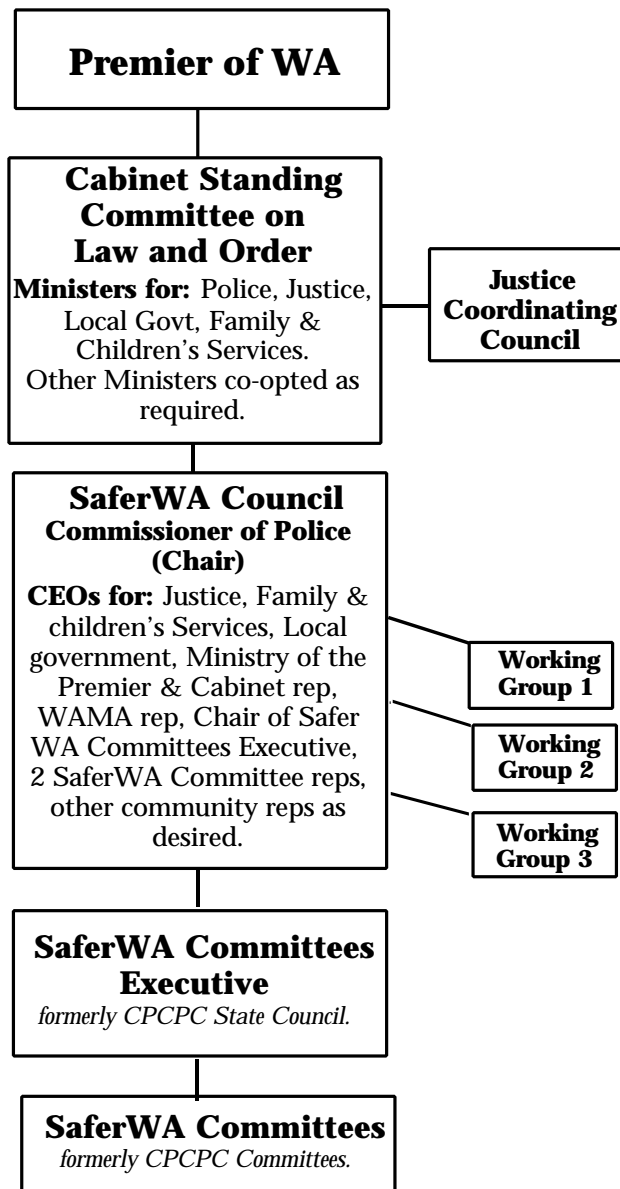 Premier of WA
Cabinet Standing
Committee on
Law and Order
Ministers for: Police, Justice,
Local Govt, Family &
Children's Services.
Other Ministers co-opted as
required.
Justice
Coordinating
Council
SaferWA Council
Commissioner of Police
(Chair)
CEOs for: Justice, Family &
children's Services, Local
government, Ministry of the
Premier & Cabinet rep,
WAMA rep, Chair of Safer
WA Committees Executive,
2 SaferWA Committee reps,
other community reps as
desired.
Working
Group 1
Working
Group 2
Working
Group 3
SaferWA Committees
Executive
formerly CPCPC State Council.
SaferWA Committees
formerly CPCPC Committees.